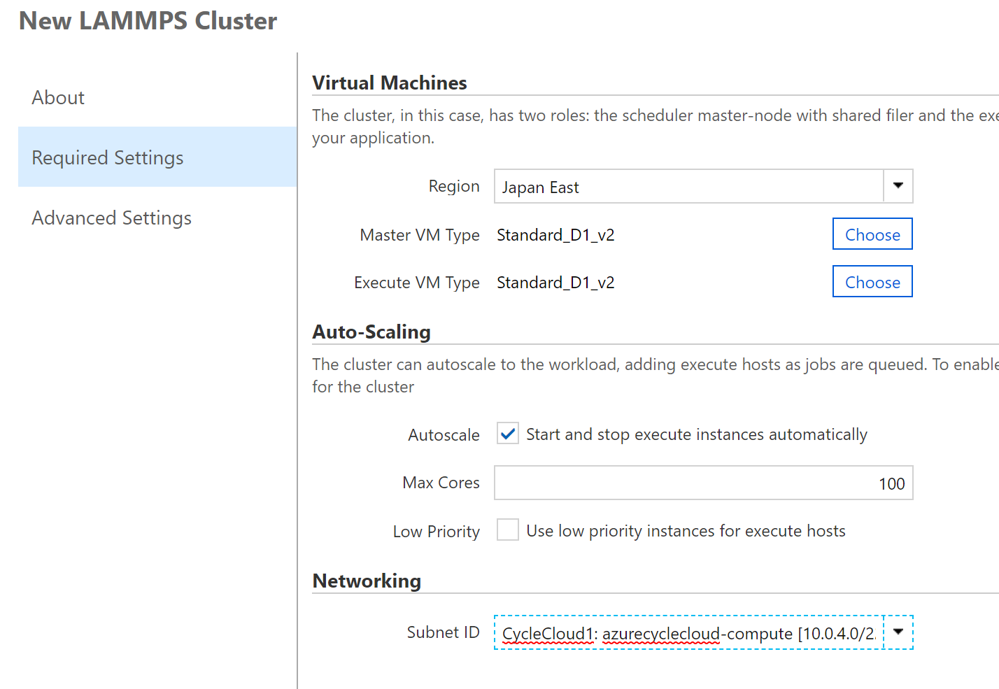 New LAMMPS Cluster
About
Required Settings
Advanced Settings
Virtual Machines
The cluster, in this case, has two roles: the scheduler master-node with shared filer and the
your application.
Region
Japan East
Master VM Type
Standard_D1_v2
Choose
Execute VM Type
Standard_D1_v2
Choose
Auto-Scaling
The cluster can autoscale to the workload, adding execute hosts as jobs are queued. To
for the cluster
Autoscale
Start and stop execute instances automatically
Max Cores
100
Low Priority
Use low priority instances for execute hosts
Networking
Subnet ID
CycleCloud1: azurecyclecloud-compute [10.0.4.0/2